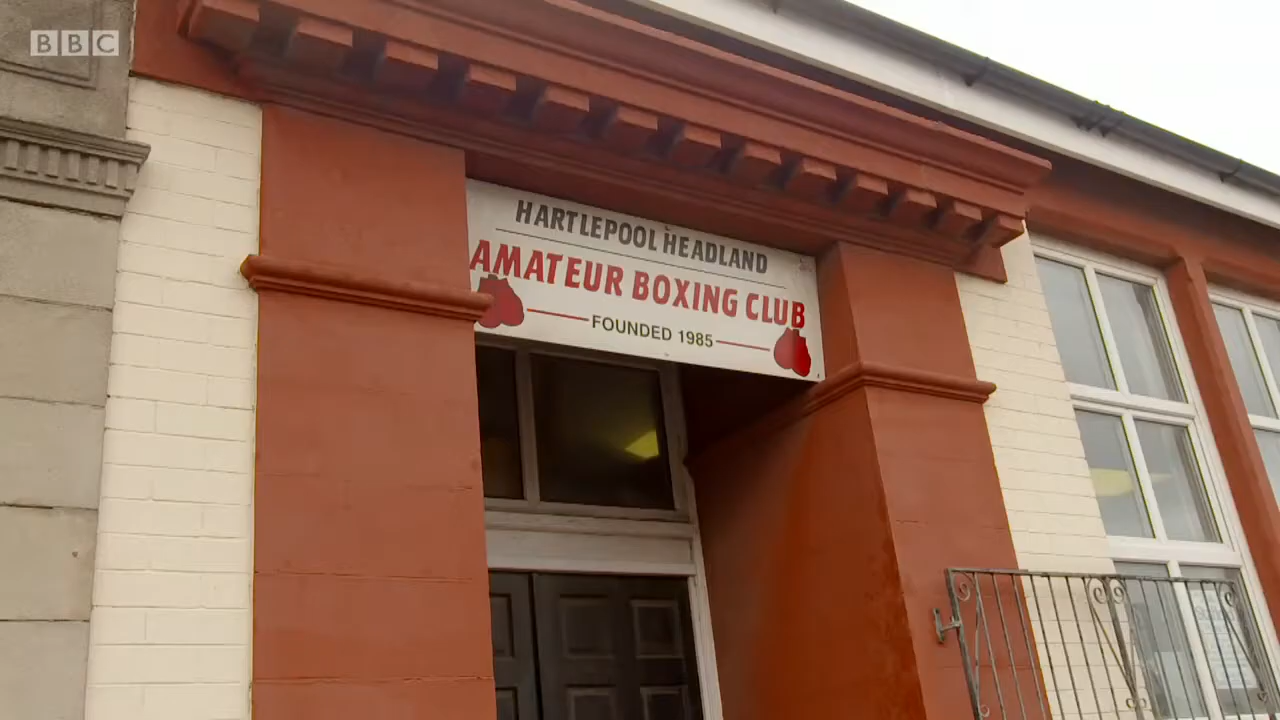 BBC
HARTLEPOOL HEADLAND
AMATEUR BOXING CLUB
FOUNDED 1985